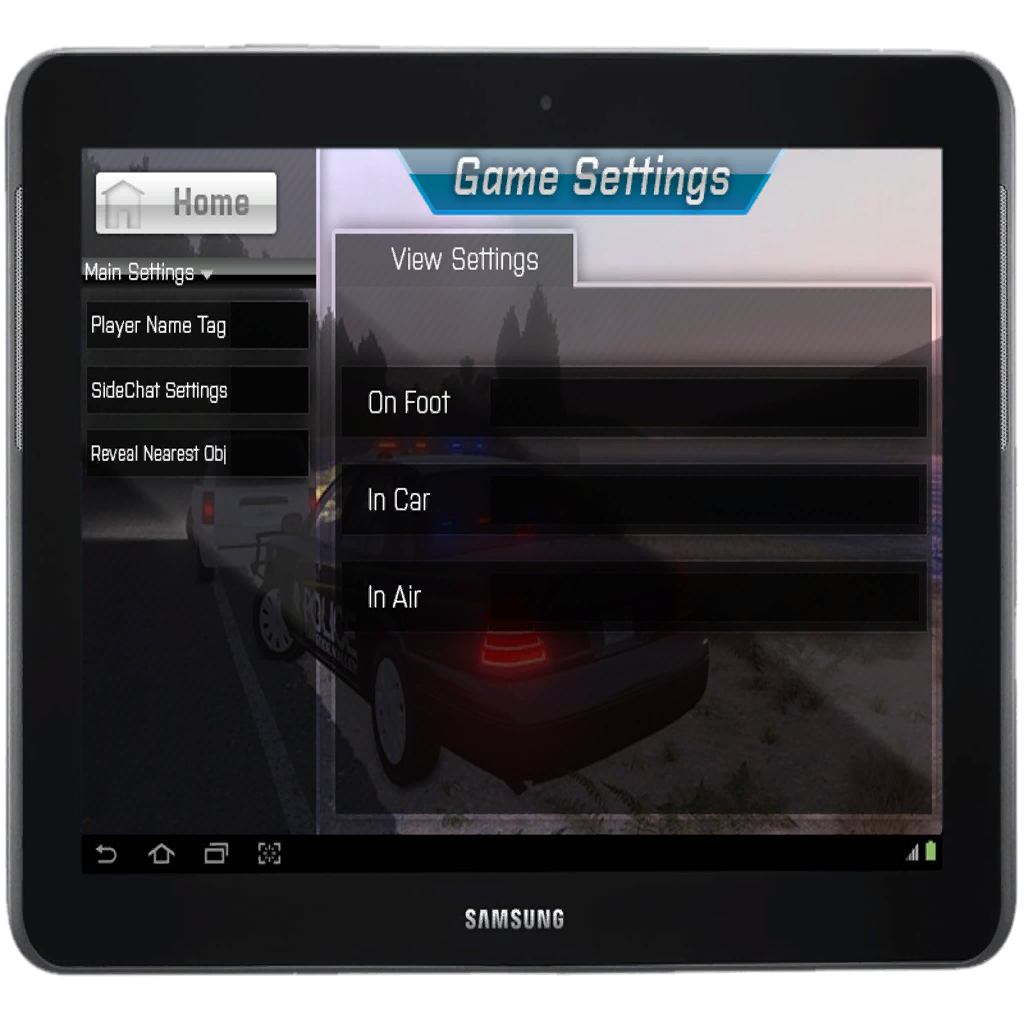 Game Settings
Home
View Settings
Main Settings
Player Name Tag
SideChat Settings
Reveal Nearest Obj
On Foot
In Car
In Air
POLICE
SAMSUNG